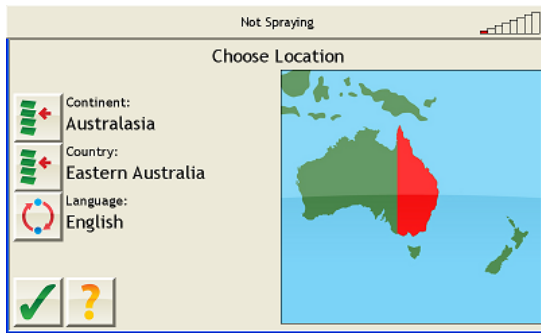 Not Spraying
Choose Location
Continent:
Australasia
Country:
Eastern Australia
Language:
English
?